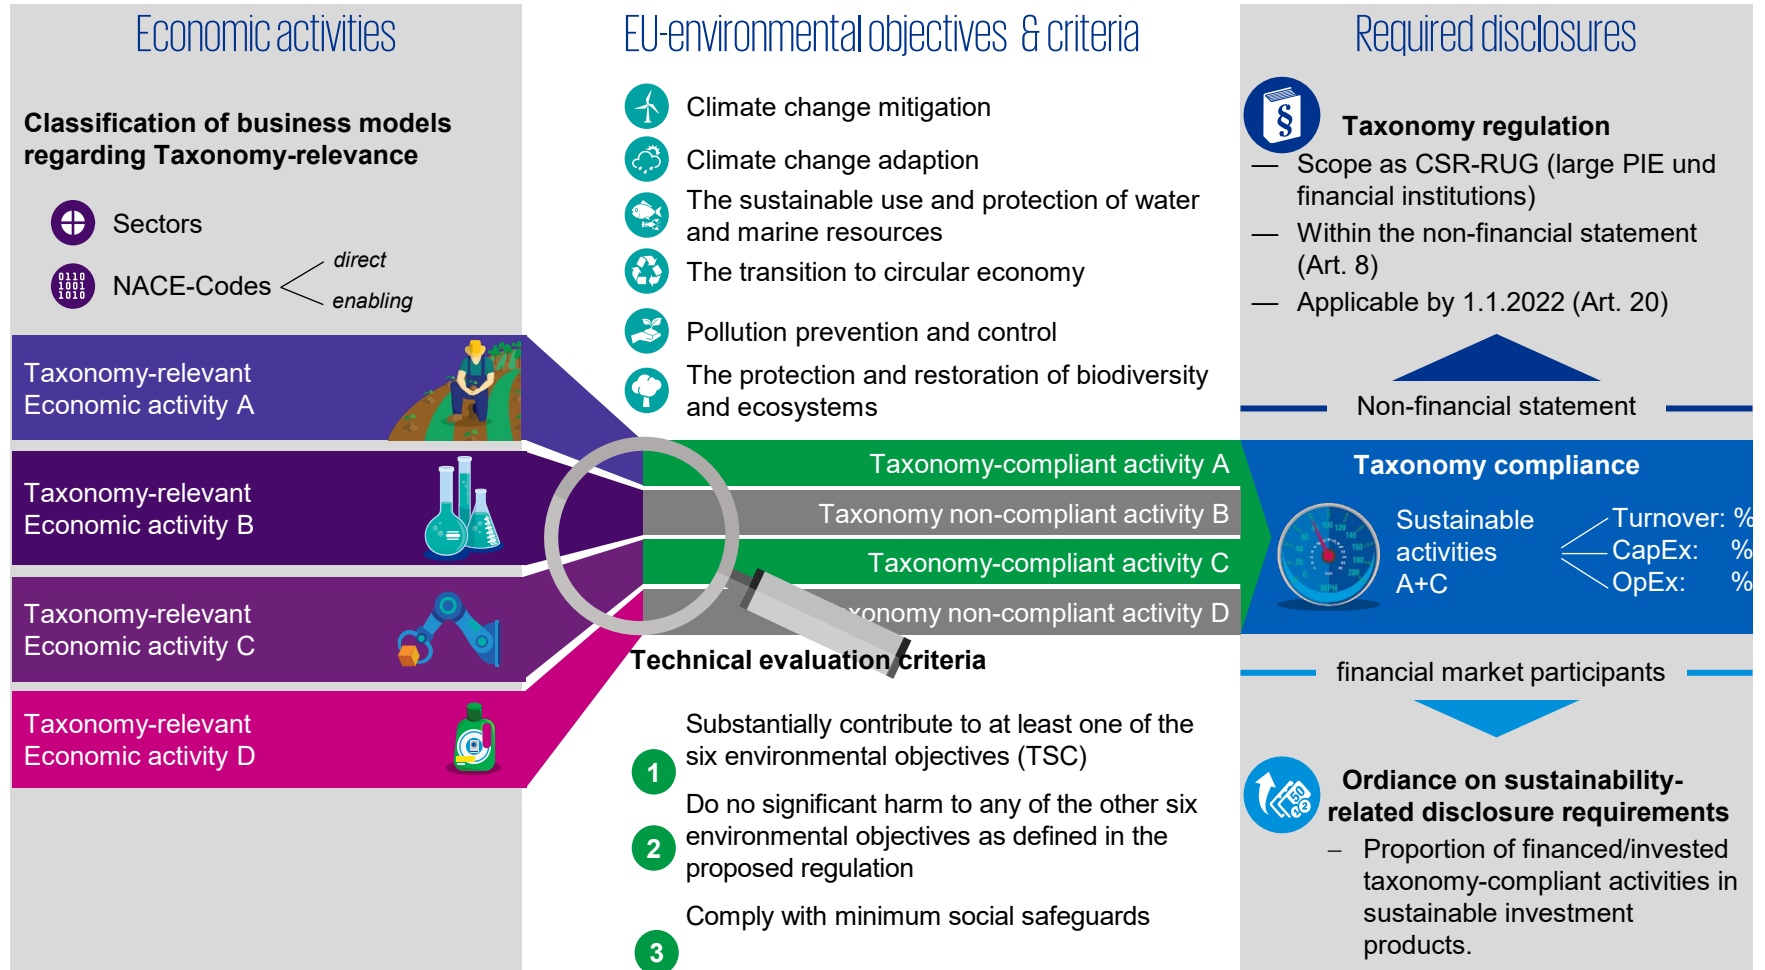 Economic activities
Classification of business models
regarding Taxonomy-relevance
Sectors
0110
1001
1010
NACE-Codes
direct
enabling
Taxonomy-relevant
Economic activity A
Taxonomy-relevant
Economic activity B
Taxonomy-relevant
Economic activity C
Taxonomy-relevant
Economic activity D
EU-environmental objectives & criteria
Climate change mitigation
Climate change adaption
The sustainable use and protection of water
and marine resources
The transition to circular economy
Pollution prevention and control
The protection and restoration of biodiversity
and ecosystems
Taxonomy-compliant activity A
Taxonomy non-compliant activity B
Taxonomy-compliant activity C
axonomy non-compliant activity D
Technical evaluation criteria
1
Substantially contribute to at least one of the
six environmental objectives (TSC)
2
Do no significant harm to any of the other six
environmental objectives as defined in the
proposed regulation
3
Comply with minimum social safeguards
Required disclosures
§
Taxonomy regulation
— Scope as CSR-RUG (large PIE und
financial institutions)
— Within the non-financial statement
(Art. 8)
— Applicable by 1.1.2022 (Art. 20)
Non-financial statement
Taxonomy compliance
Sustainable
activities
A+C
Turnover: %
CapEx: %
OpEx: %
financial market participants
Ordiance on sustainability-
related disclosure requirements
– Proportion of financed/invested
taxonomy-compliant activities in
sustainable investment
products.